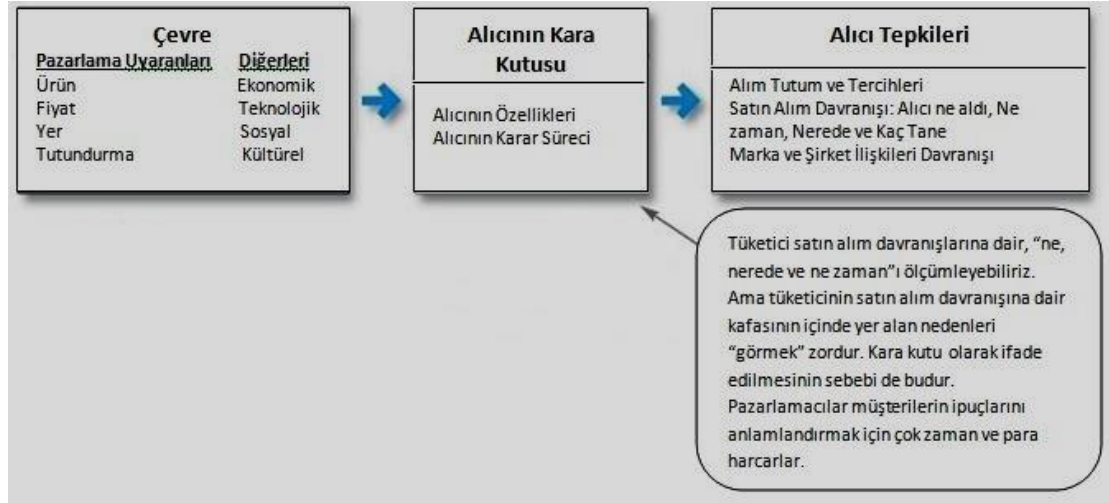 Çevre
Pazarlama Uyaranları Diğerleri
Ürün Ekonomik
Fiyat Teknolojik
Yer Sosyal
Tutundurma Kültürel
Alıcının Kara
Kutusu
Alıcının Özellikleri
Alıcının Karar Süreci
Alıcı Tepkileri
Alım Tutum ve Tercihleri
Satın Alım Davranışı: Alıcı ne aldı, Ne
zaman, Nerede ve Kaç Tane
Marka ve Şirket İlişkileri Davranışı
Tüketici satın alım davranışlarına dair, “ne,
nerede ve ne zaman”ı ölçümleyebiliriz.
Ama tüketicinin satın alım davranışına dair
kafasının içinde yer alan nedenleri
“görmek” zordur. Kara kutu olarak ifade
edilmesinin sebebi de budur.
Pazarlamacılar müşterilerin ipuçlarını
anlamlandırmak için çok zaman ve para
harcarlar.